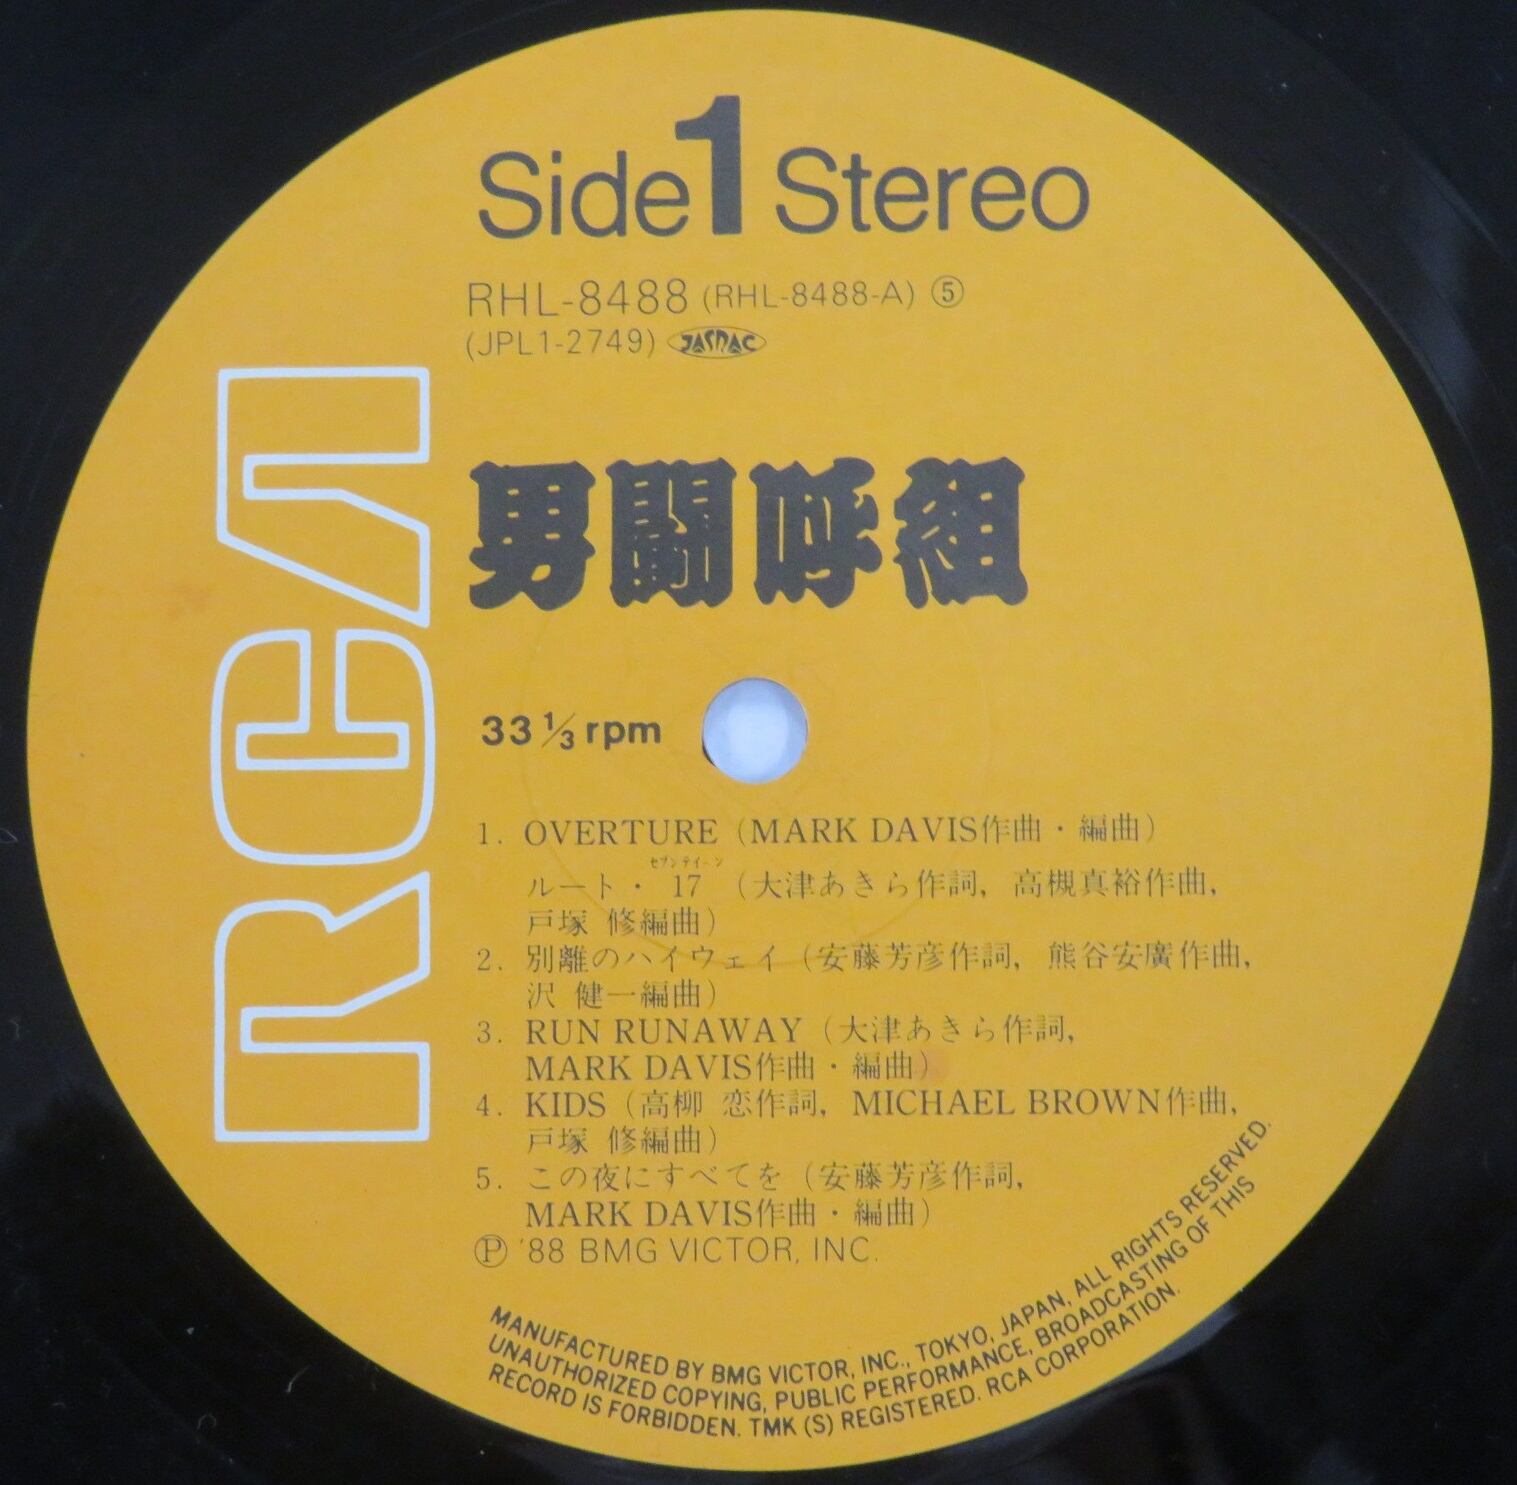 Side 1 Stereo
RHL-8488 (RHL-8488-A) ⑤
(JPL1-2749) JASRAC
RCA
男闘呼組
33 1/3 rpm
1. OVERTURE (MARK DAVIS作曲・編曲)
セブンティーン
ルート・17 (大津あきら作詞, 高槻真裕作曲,
戸塚 修編曲)
2. 別離のハイウェイ (安藤芳彦作詞, 熊谷安廣作曲,
沢 健一編曲)
3. RUN RUNAWAY (大津あきら作詞,
MARK DAVIS作曲・編曲)
4. KIDS (高柳 恋作詞, MICHAEL BROWN作曲,
戸塚 修編曲)
5. この夜にすべてを (安藤芳彦作詞,
MARK DAVIS作曲・編曲)
Ⓟ '88 BMG VICTOR, INC.
MANUFACTURED BY BMG VICTOR, INC., TOKYO, JAPAN, ALL RIGHTS RESERVED.
UNAUTHORIZED COPYING, PUBLIC PERFORMANCE, BROADCASTING OF THIS
RECORD IS FORBIDDEN. TMK (S) REGISTERED. RCA CORPORATION.